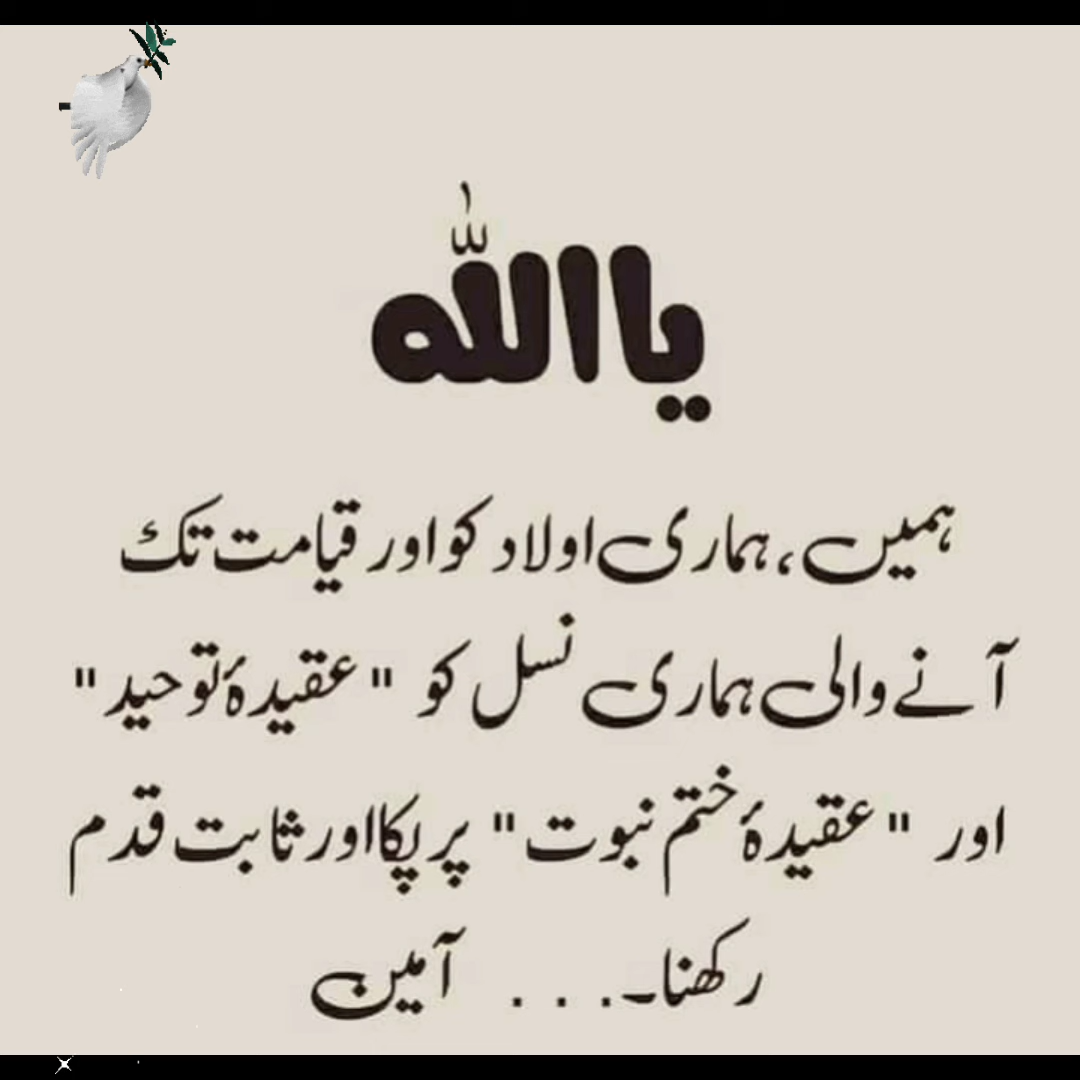 یا اللّٰہ
ہمیں، ہماری اولاد کو اور قیامت تک
آنے والی ہماری نسل کو "عقیدۂ توحید"
اور "عقیدۂ ختم نبوت" پر پکا اور ثابت قدم
رکھنا۔... آمین